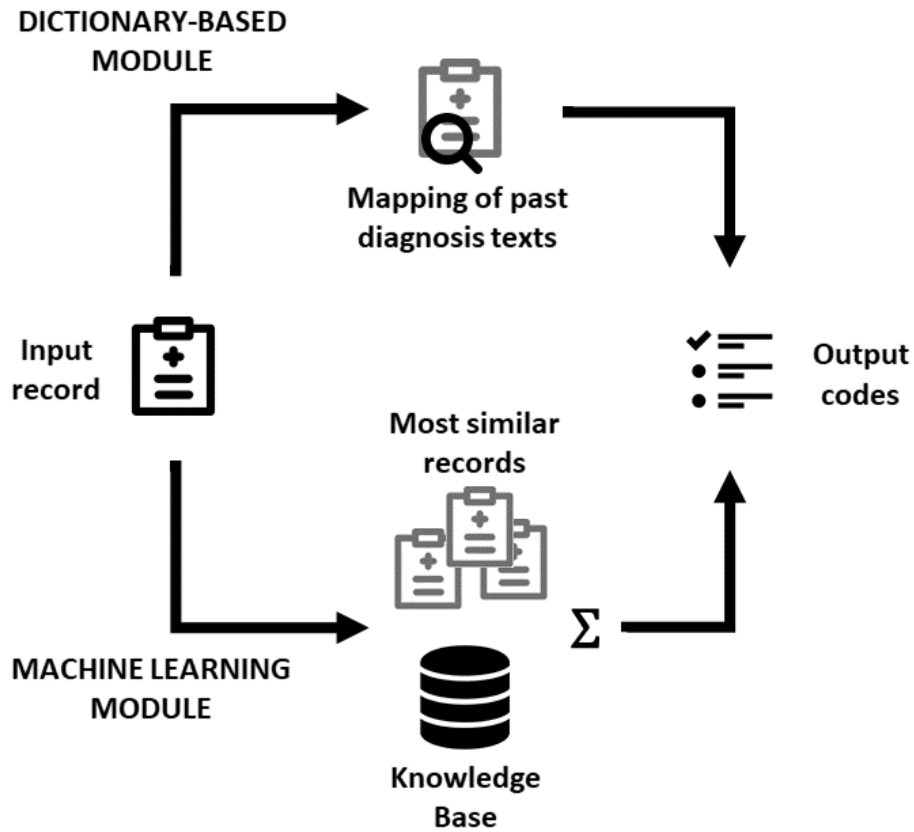 DICTIONARY-BASED
MODULE
Mapping of past
diagnosis texts
Input
record
Output
codes
Most similar
records
Σ
MACHINE LEARNING
MODULE
Knowledge
Base